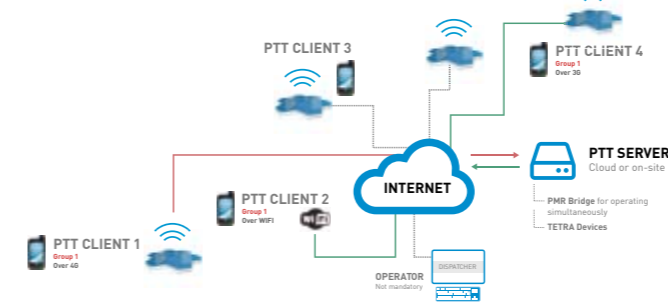 PTT CLIENT 3
PTT CLIENT 4
Group 1
Over 3G
PTT SERVER
Cloud or on-site
INTERNET
PTT CLIENT 2
Group 1
Over WIFI
WiFi
PMR Bridge for operating
simultaneously
TETRA Devices
PTT CLIENT 1
Group 1
Over 4G
DISPATCHER
OPERATOR
Not mandatory